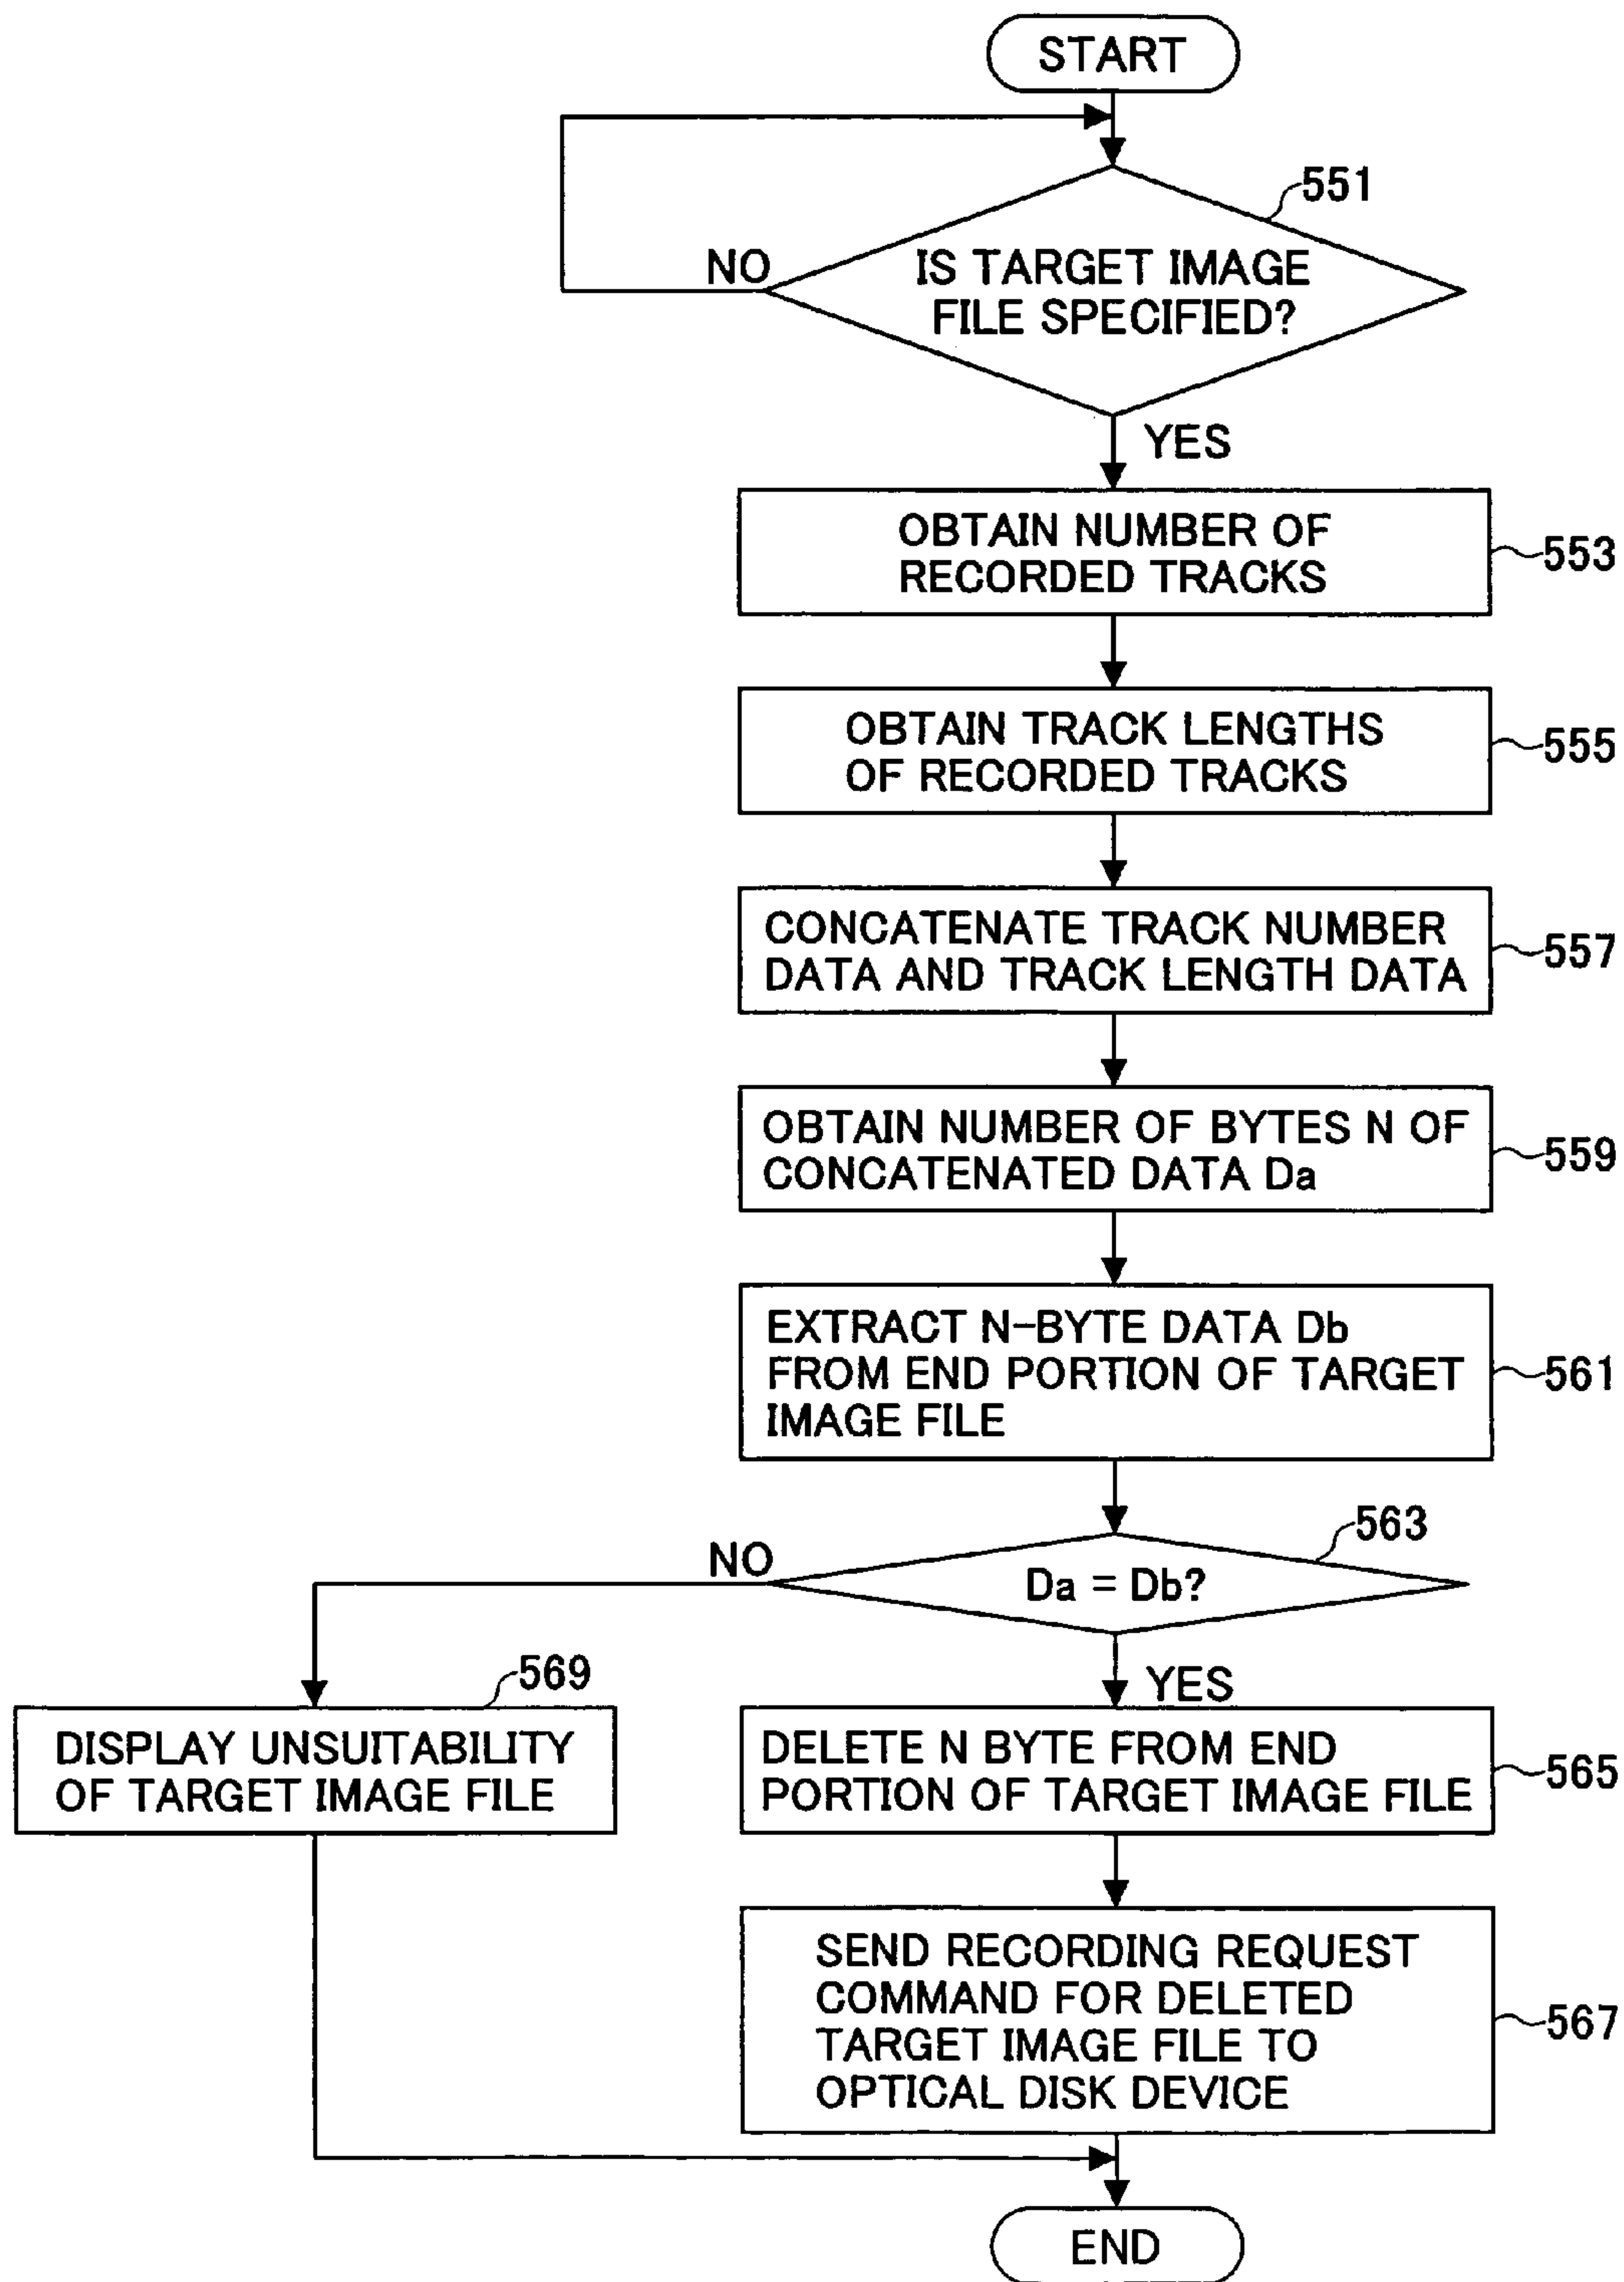 START
551
NO
IS TARGET IMAGE
FILE SPECIFIED?
YES
OBTAIN NUMBER OF
RECORDED TRACKS
553
OBTAIN TRACK LENGTHS
OF RECORDED TRACKS
555
CONCATENATE TRACK NUMBER
DATA AND TRACK LENGTH DATA
557
OBTAIN NUMBER OF BYTES N OF
CONCATENATED DATA Da
559
EXTRACT N-BYTE DATA Db
FROM END PORTION OF TARGET
IMAGE FILE
561
563
NO
Da = Db?
YES
569
DISPLAY UNSUITABILITY
OF TARGET IMAGE FILE
DELETE N BYTE FROM END
PORTION OF TARGET IMAGE FILE
565
SEND RECORDING REQUEST
COMMAND FOR DELETED
TARGET IMAGE FILE TO
OPTICAL DISK DEVICE
567
END